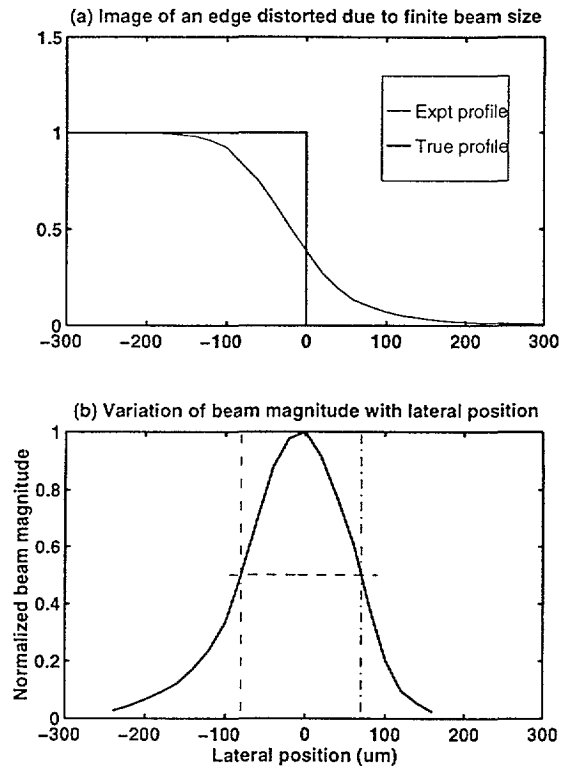 (a) Image of an edge distorted due to finite beam size
1.5
1
0.5
0
Expt profile
True profile
−300 −200 −100 0 100 200 300
(b) Variation of beam magnitude with lateral position
Normalized beam magnitude
1
0.8
0.6
0.4
0.2
0
−300 −200 −100 0 100 200 300
Lateral position (um)